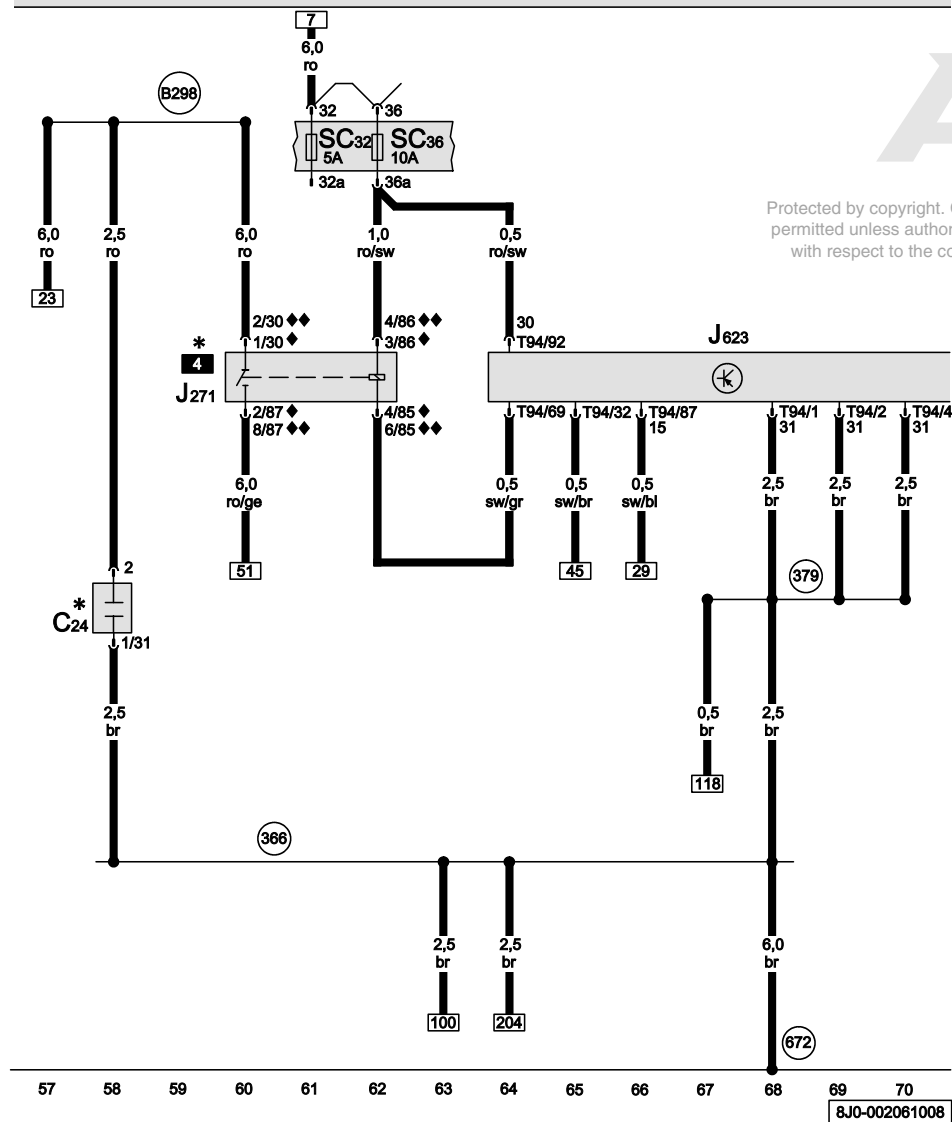 7
6,0
ro
B298
32
36
SC32
5A
SC36
10A
32a
36a
6,0
ro
2,5
ro
6,0
ro
1,0
ro/sw
0,5
ro/sw
Protected by copyright.
permitted unless author
with respect to the co
23
2/30 ♦♦
1/30 ♦
4/86 ♦♦
3/86 ♦
30
T94/92
J623
*
4
J271
2/87 ♦
8/87 ♦♦
4/85 ♦
6/85 ♦♦
T94/69
T94/32
T94/87
15
T94/1
31
T94/2
31
T94/4
31
6,0
ro/ge
0,5
sw/gr
0,5
sw/br
0,5
sw/bl
2,5
br
2,5
br
2,5
br
51
45
29
2
379
*
C24
1/31
2,5
br
0,5
br
2,5
br
118
366
2,5
br
2,5
br
6,0
br
100
204
672
57 58 59 60 61 62 63 64 65 66 67 68 69 70
8J0-002061008